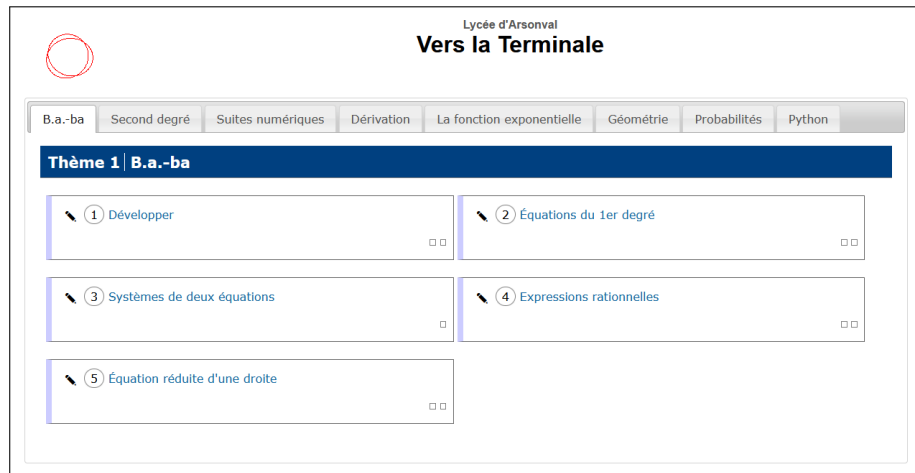 Lycée d'Arsonval
Vers la Terminale
B.a.-ba Second degré Suites numériques Dérivation La fonction exponentielle Géométrie Probabilités Python
Thème 1 B.a.-ba
1 Développer
2 Équations du 1er degré
3 Systèmes de deux équations
4 Expressions rationnelles
5 Équation réduite d'une droite